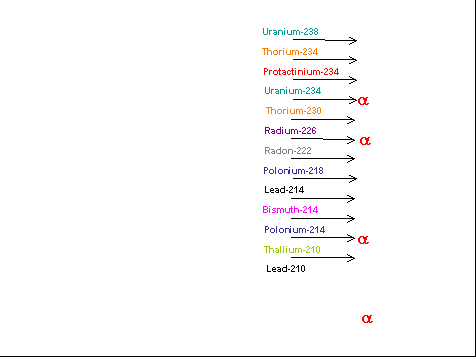 Uranium-238
Thorium-234
Protactinium-234
Uranium-234
α
Thorium-230
Radium-226
α
Radon-222
Polonium-218
Lead-214
Bismuth-214
Polonium-214
α
Thallium-210
Lead-210
α